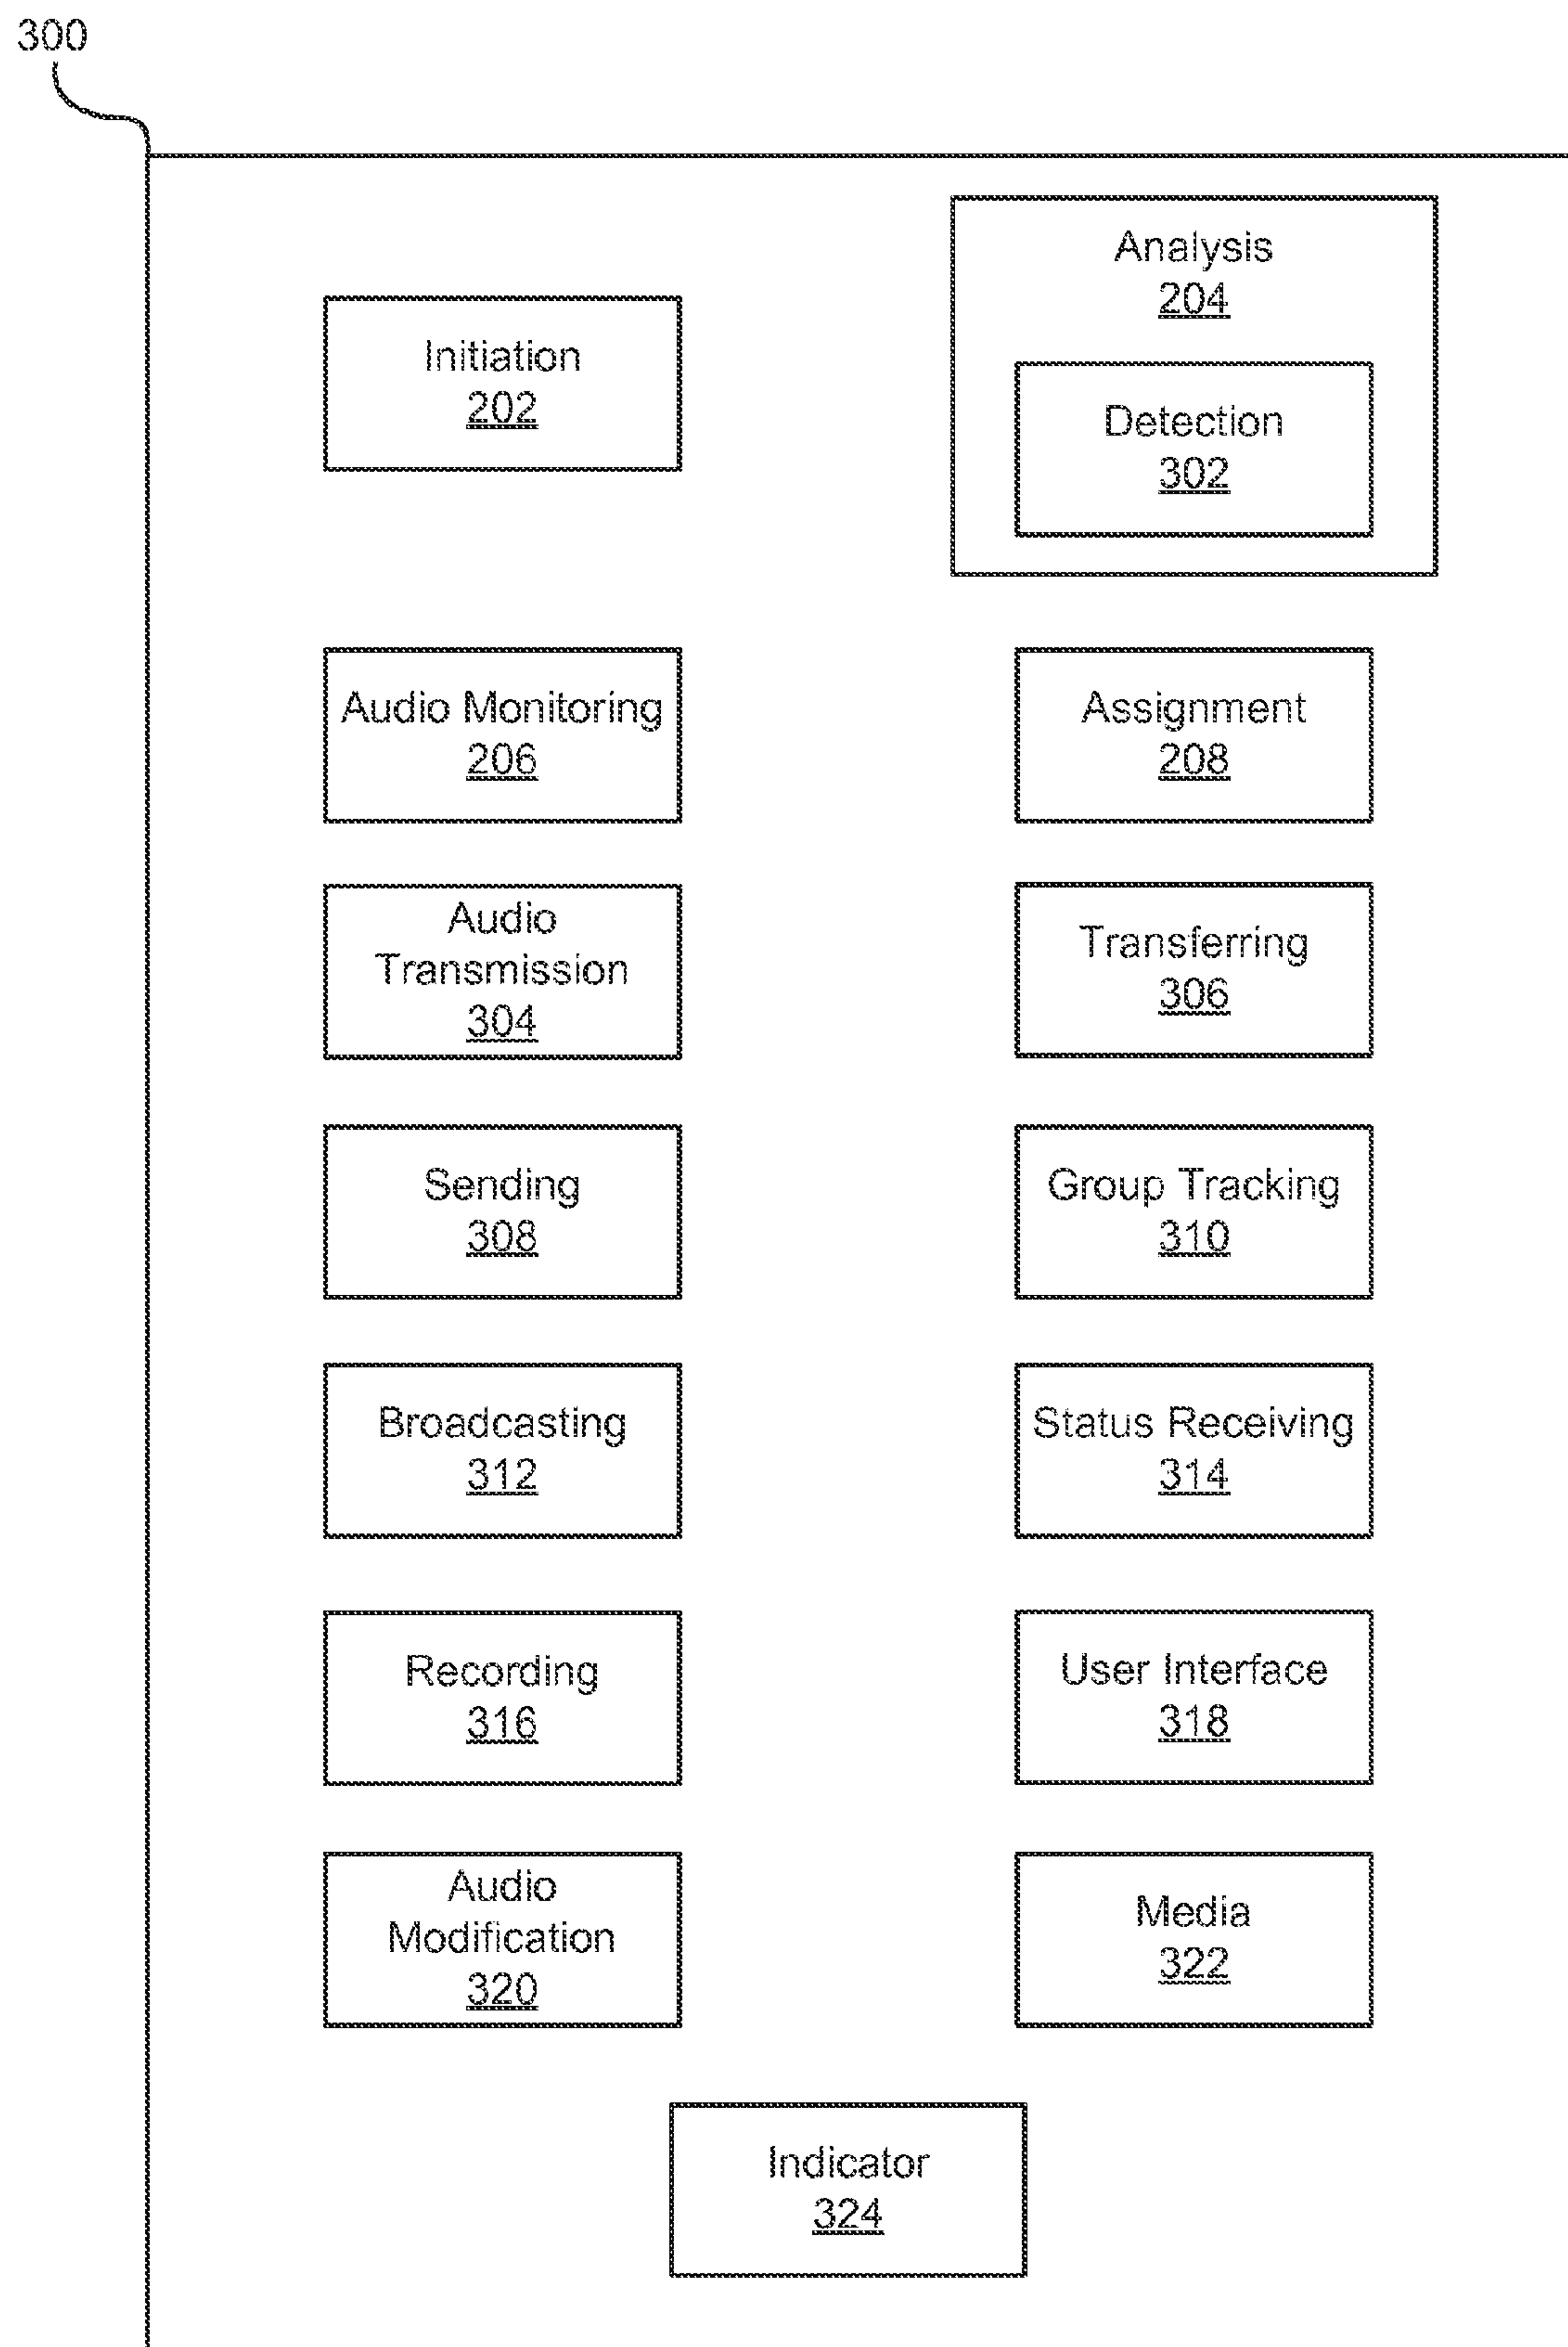 300
Initiation
202
Analysis
204
Detection
302
Audio Monitoring
206
Assignment
208
Audio
Transmission
304
Transferring
306
Sending
308
Group Tracking
310
Broadcasting
312
Status Receiving
314
Recording
316
User Interface
318
Audio
Modification
320
Media
322
Indicator
324